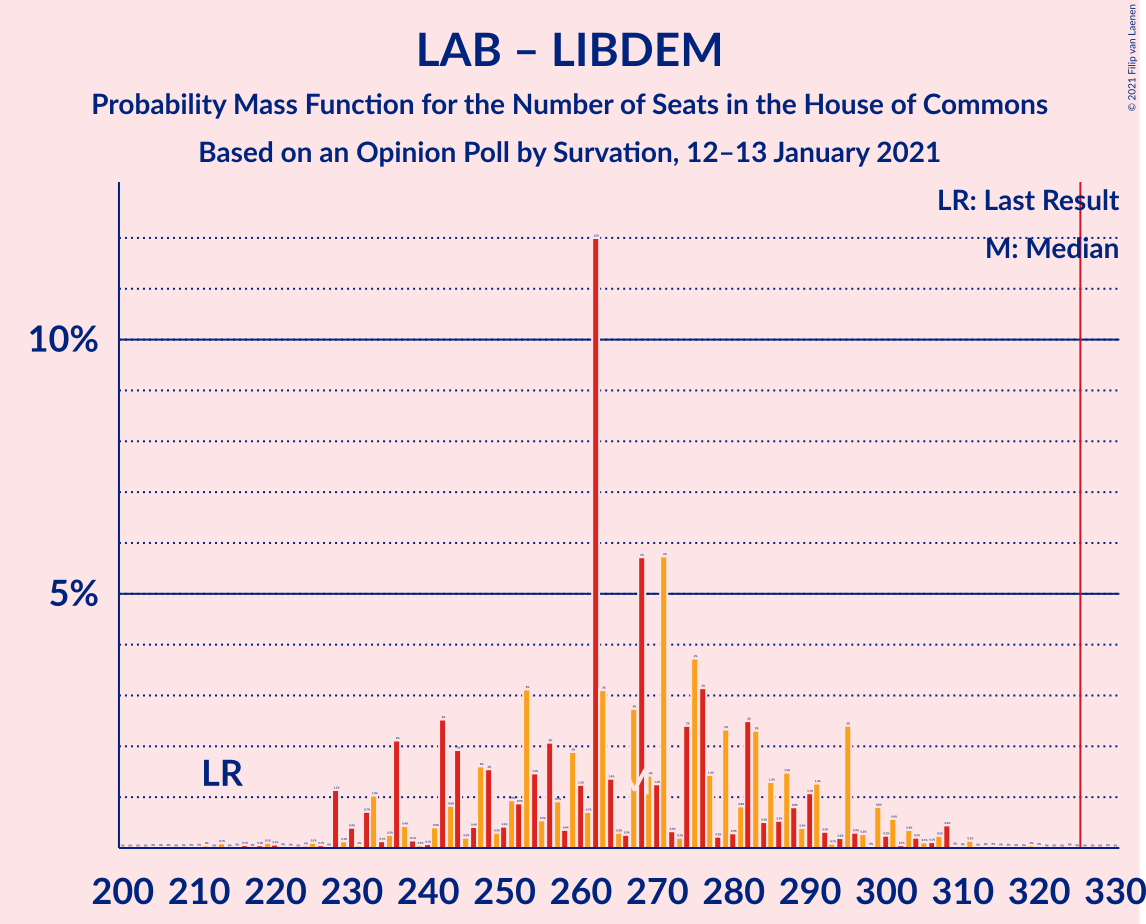 LAB – LIBDEM
Probability Mass Function for the Number of Seats in the House of Commons
Based on an Opinion Poll by Survation, 12–13 January 2021
© 2021 Filip van Laenen
LR: Last Result
M: Median
10%
5%
LR
200 210 220 230 240 250 260 270 280 290 300 310 320 330